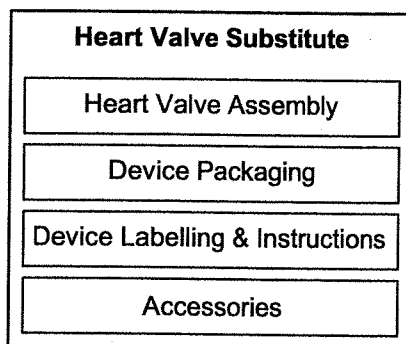 Heart Valve Substitute
Heart Valve Assembly
Device Packaging
Device Labelling & Instructions
Accessories